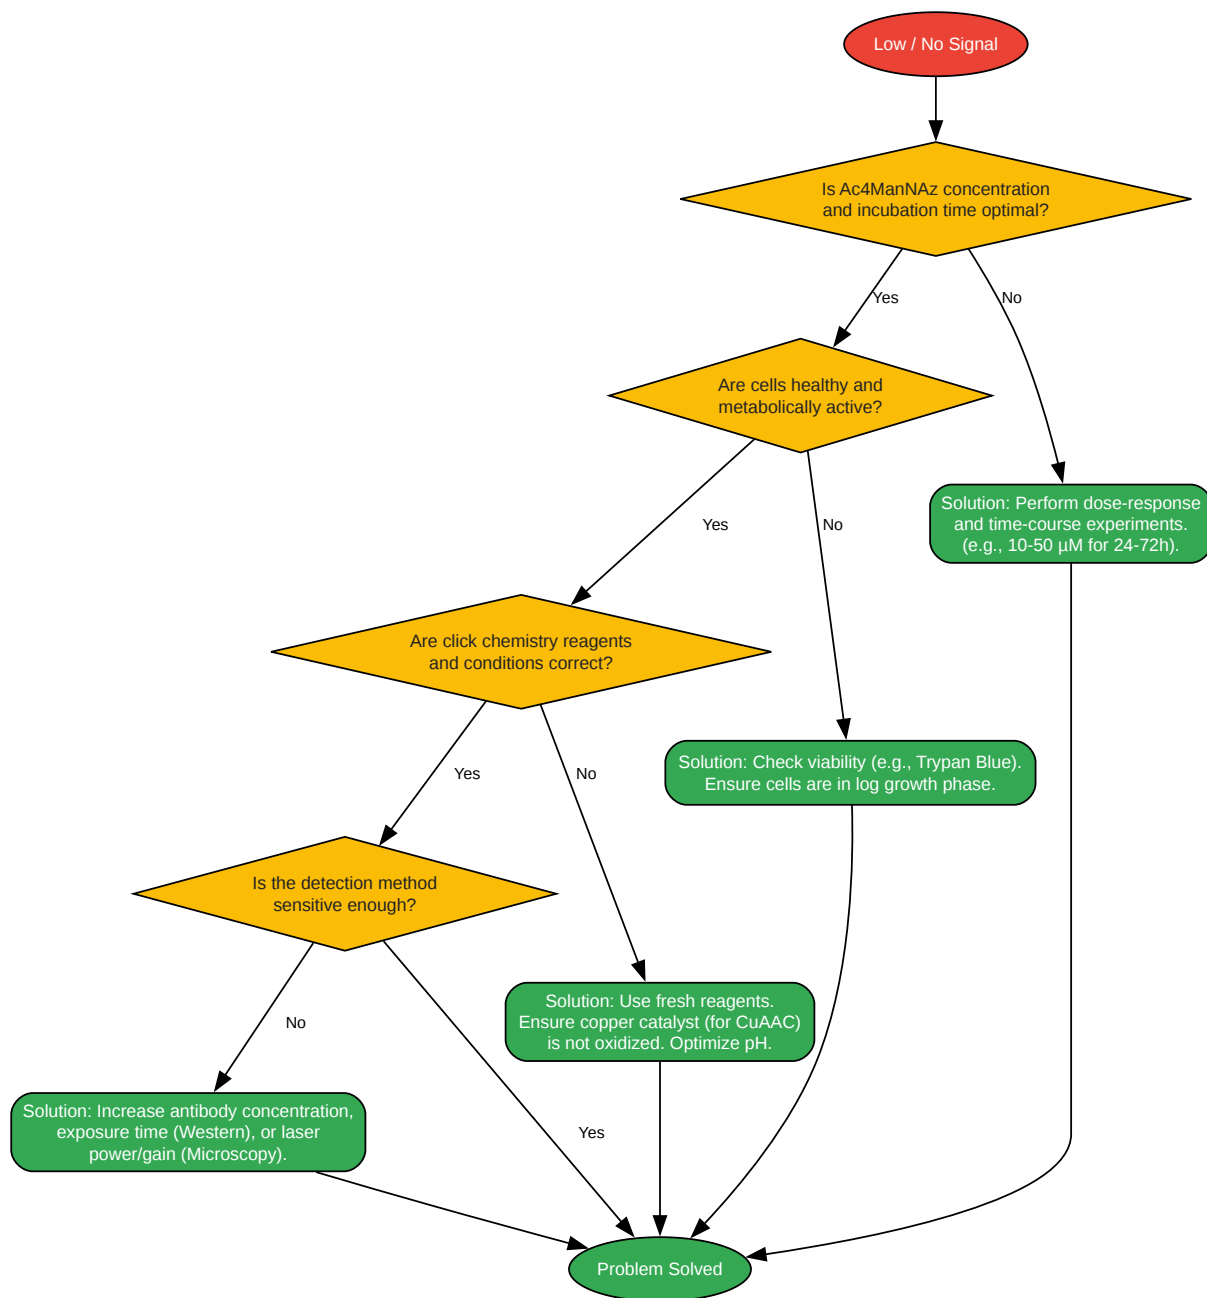 Low / No Signal
Is Ac4ManNAz concentration
and incubation time optimal?
Yes
No
Are cells healthy and
metabolically active?
Solution: Perform dose-response
and time-course experiments.
(e.g., 10-50 µM for 24-72h).
Yes
No
Are click chemistry reagents
and conditions correct?
Solution: Check viability (e.g., Trypan Blue).
Ensure cells are in log growth phase.
Yes
No
Is the detection method
sensitive enough?
Solution: Use fresh reagents.
Ensure copper catalyst (for CuAAC)
is not oxidized. Optimize pH.
No
Yes
Solution: Increase antibody concentration,
exposure time (Western), or laser
power/gain (Microscopy).
Problem Solved